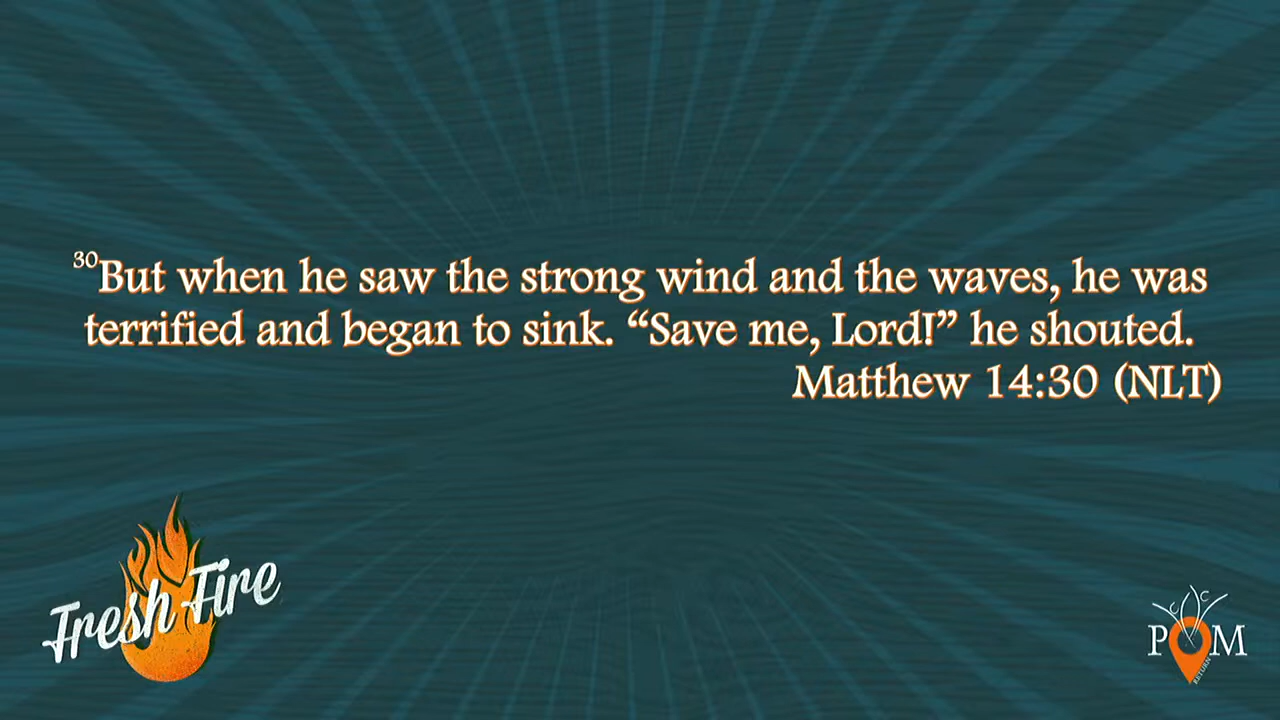 30But when he saw the strong wind and the waves, he was
terrified and began to sink. “Save me, Lord!” he shouted.
Matthew 14:30 (NLT)
Fresh Fire
C C
P M
RETURN